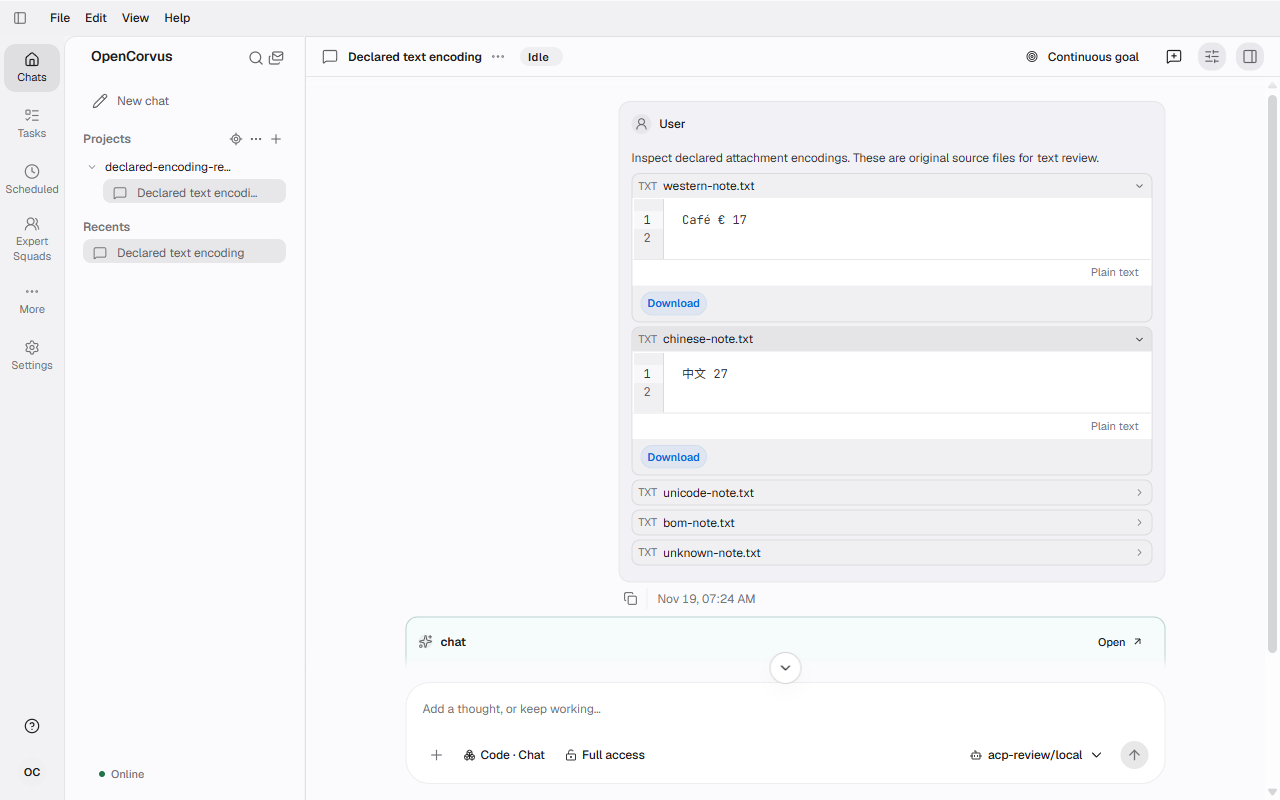 File Edit View Help
Chats
Tasks
Scheduled
Expert
Squads
More
Settings
OC
OpenCorvus
New chat
Projects
declared-encoding-re...
Declared text encodi...
Recents
Declared text encoding
Online
Declared text encoding
Idle
Continuous goal
User
Inspect declared attachment encodings. These are original source files for text review.
TXT western-note.txt
1 Café € 17
2
Plain text
Download
TXT chinese-note.txt
1 中文 27
2
Plain text
Download
TXT unicode-note.txt
TXT bom-note.txt
TXT unknown-note.txt
Nov 19, 07:24 AM
chat
Open
Add a thought, or keep working...
Code · Chat
Full access
acp-review/local